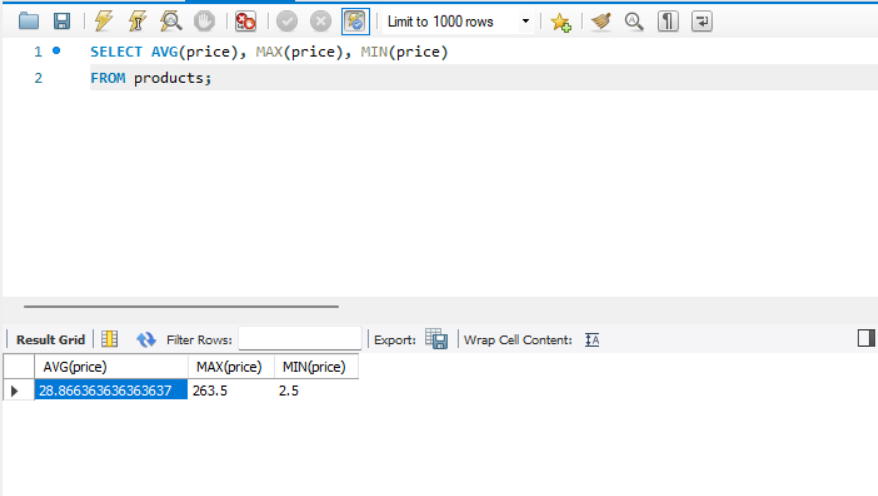 Limit to 1000 rows
1 SELECT AVG(price), MAX(price), MIN(price)
2 FROM products;
Result Grid Filter Rows: Export: Wrap Cell Content:
AVG(price) MAX(price) MIN(price)
28.866363636363637 263.5 2.5